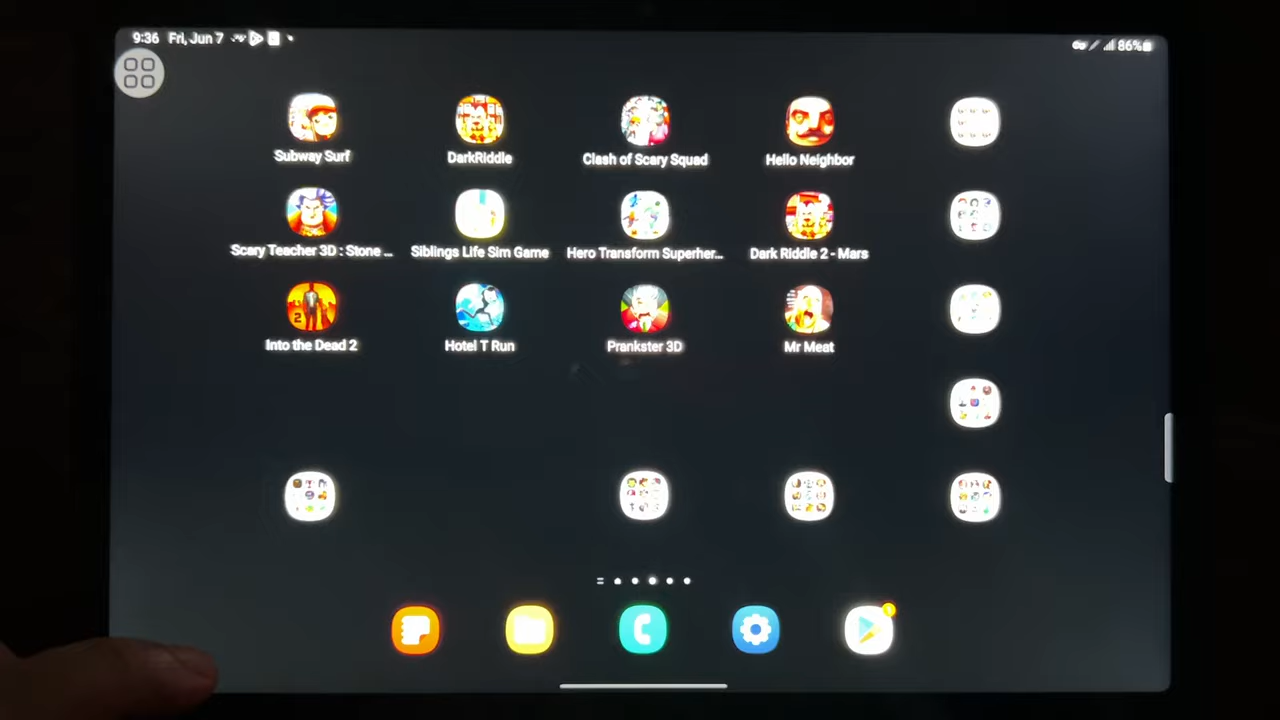 9:36 Fri, Jun 7
86%
Subway Surf
DarkRiddle
Clash of Scary Squad
Hello Neighbor
Scary Teacher 3D : Stone ...
Siblings Life Sim Game
Hero Transform Superher...
Dark Riddle 2 - Mars
Into the Dead 2
Hotel T Run
Prankster 3D
Mr Meat